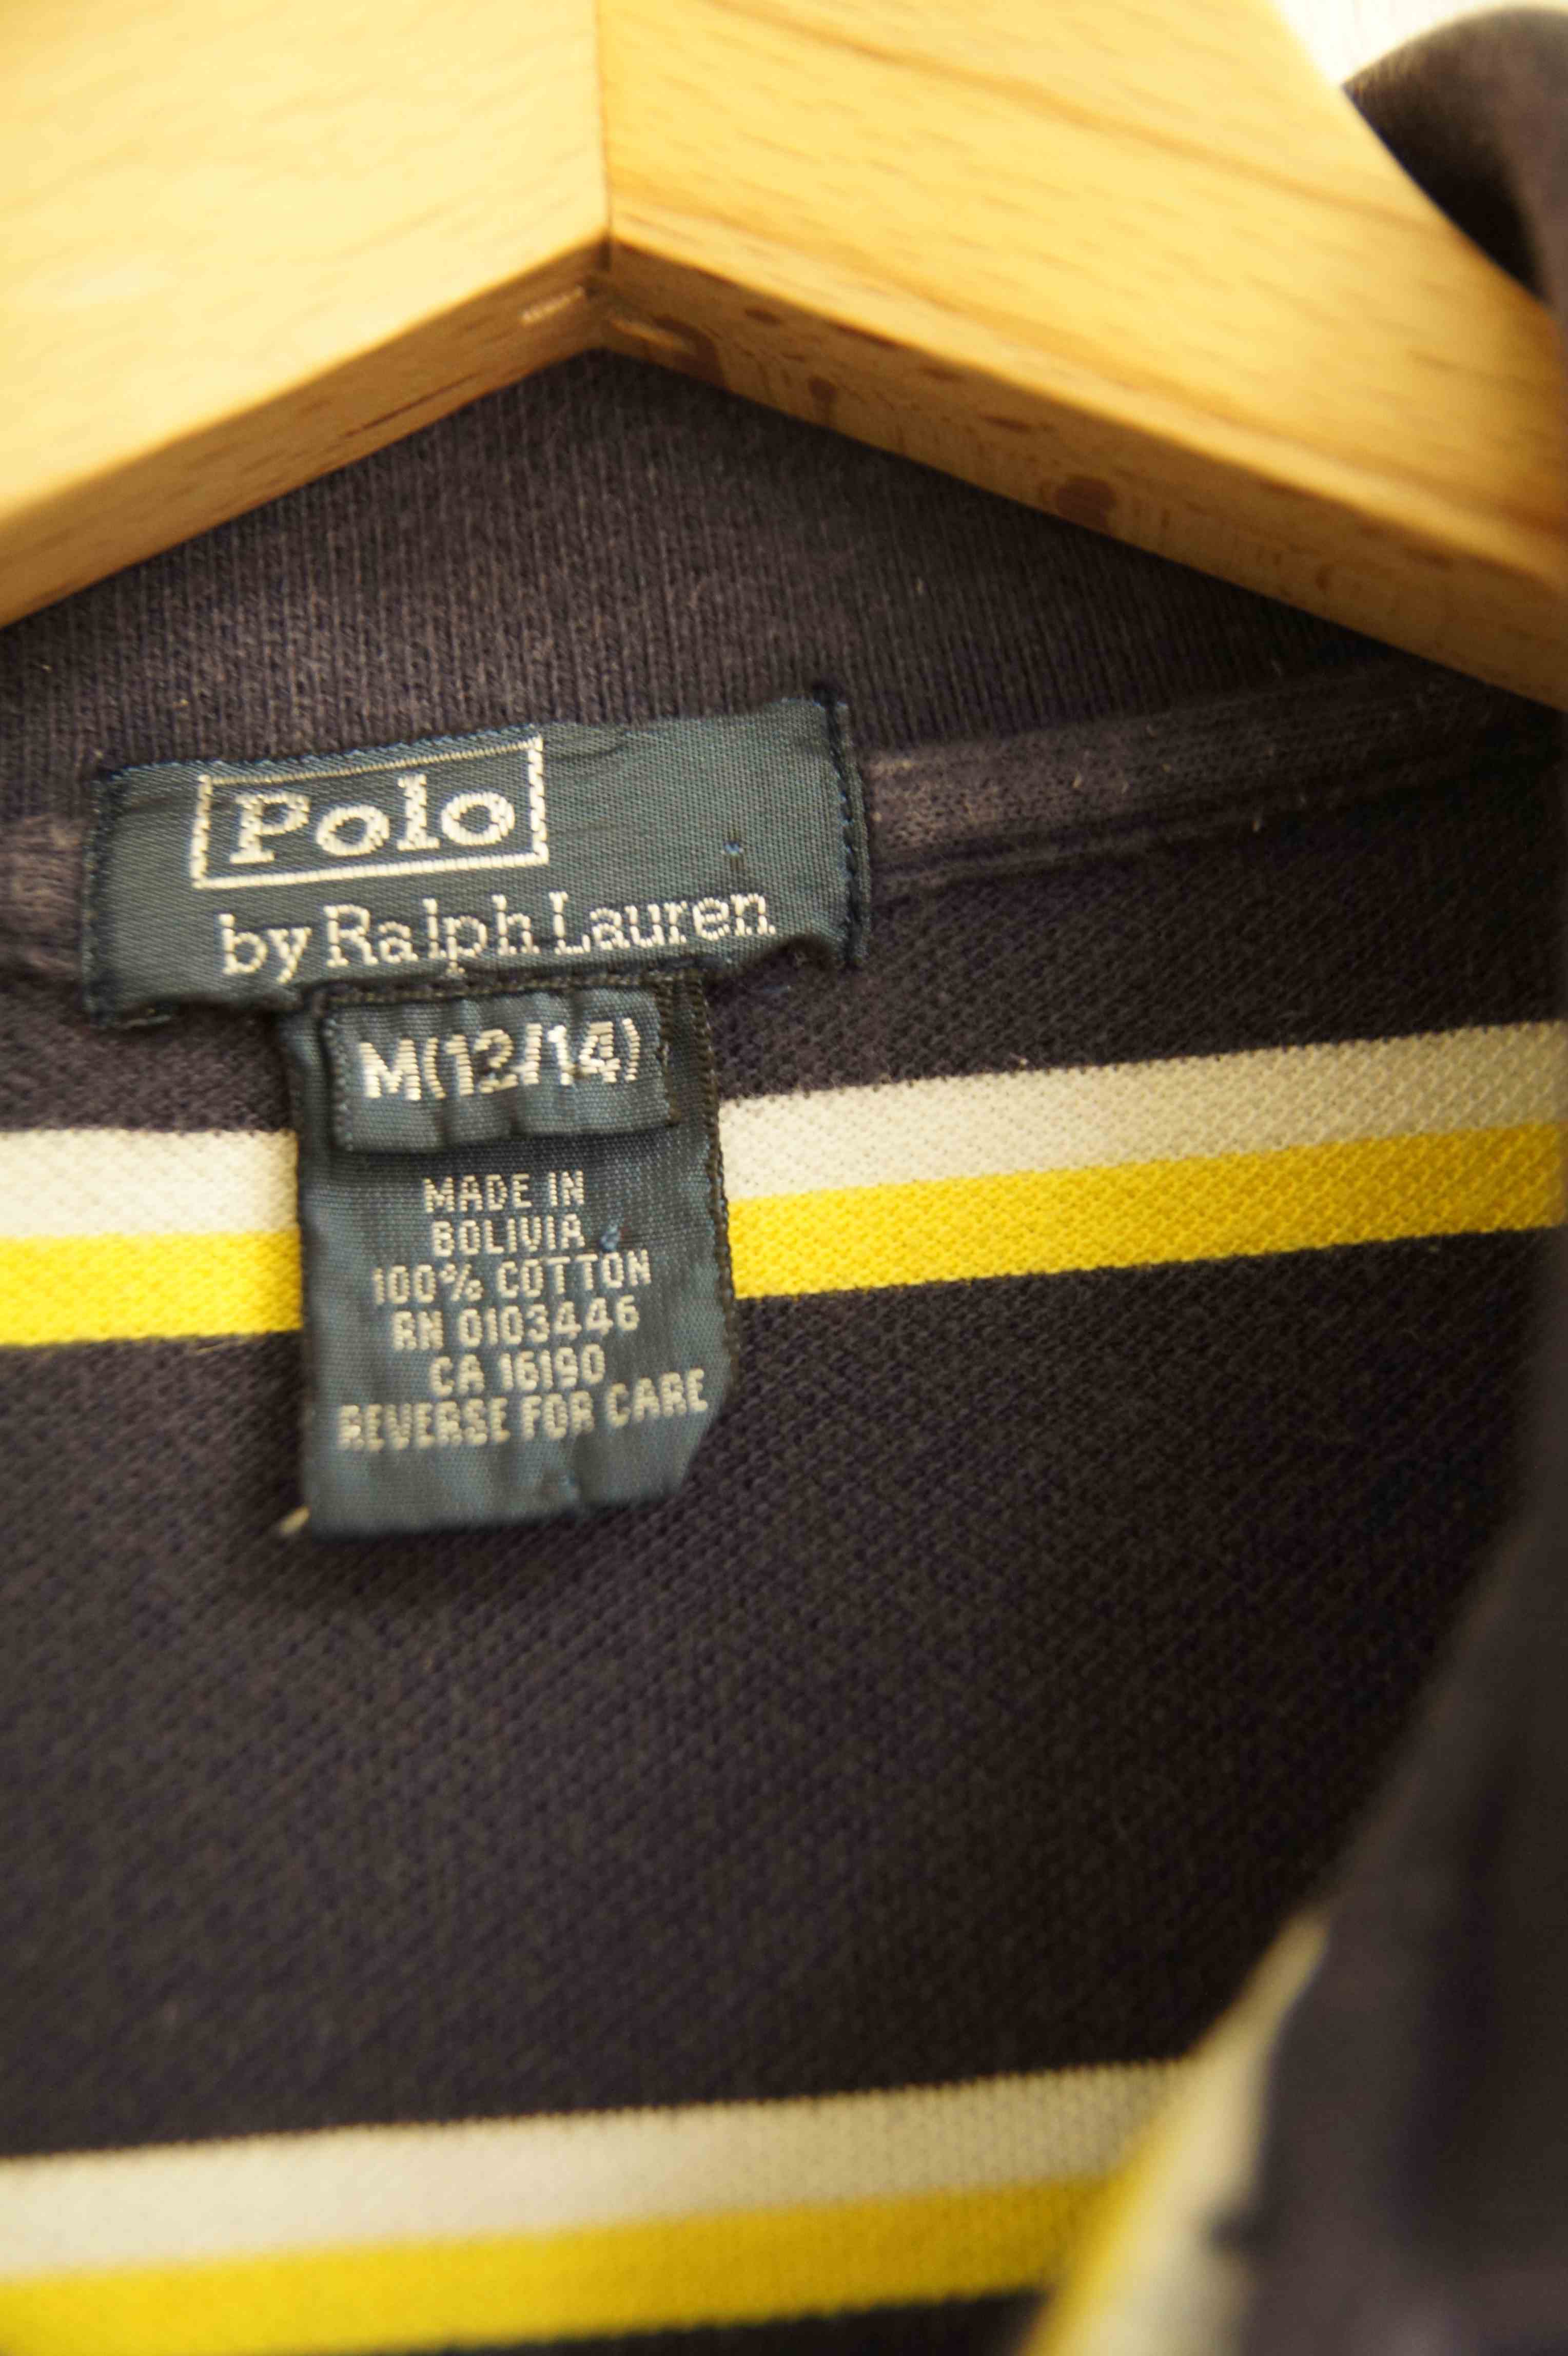 Polo
by Ralph Lauren
M(12/14)
MADE IN
BOLIVIA
100% COTTON
RN 0103446
CA 16190
REVERSE FOR CARE